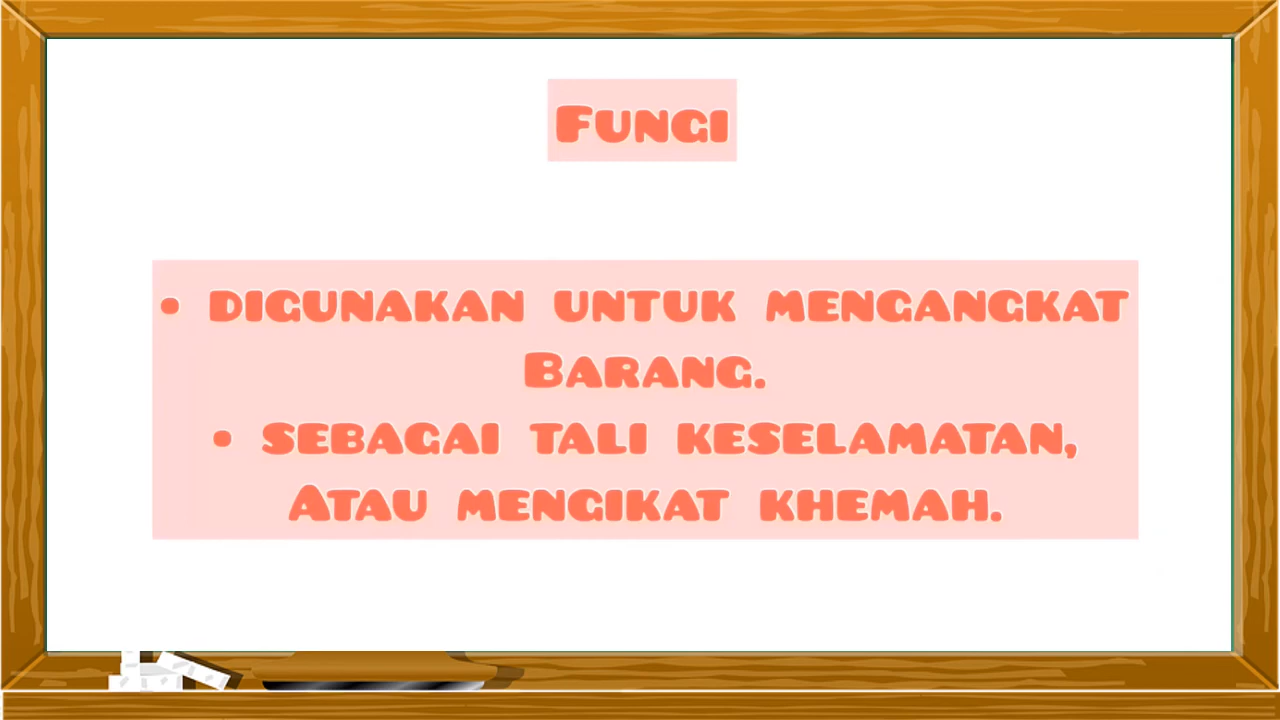 Fungi
• digunakan untuk mengangkat
Barang.
• sebagai tali keselamatan,
Atau mengikat khemah.